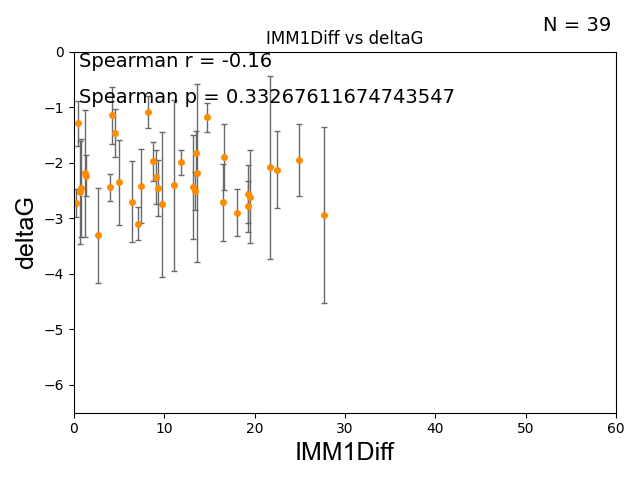 N = 39
IMM1Diff vs deltaG
Spearman r = -0.16
Spearman p = 0.33267611674743547
0
−1
−2
−3
−4
−5
−6
deltaG
0 10 20 30 40 50 60
IMM1Diff